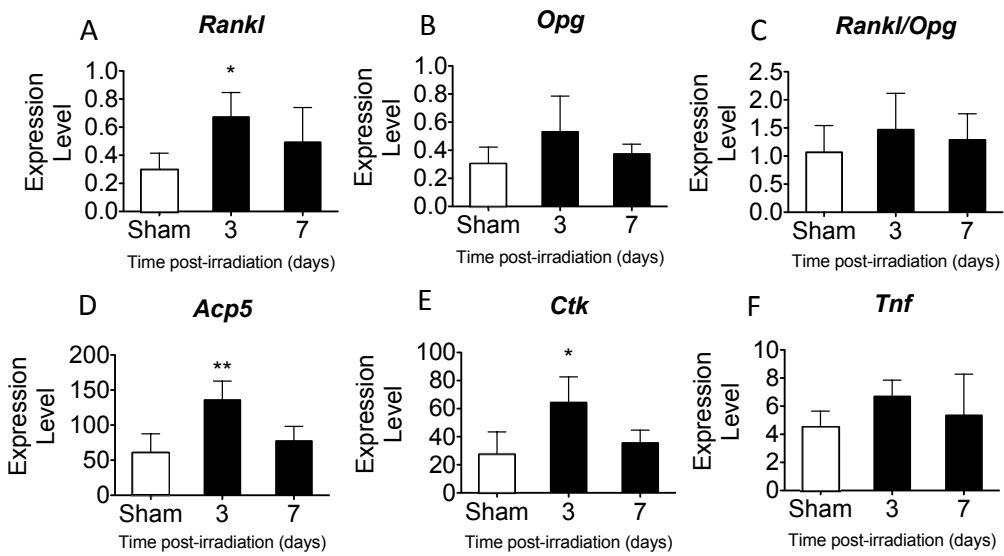 A
Rankl
Expression Level
1.0
0.8
0.6
0.4
0.2
0.0
*
Sham 3 7
Time post-irradiation (days)
B
Opg
Expression Level
1.0
0.8
0.6
0.4
0.2
0.0
Sham 3 7
Time post-irradiation (days)
C
Rankl/Opg
Expression Level
2.5
2.0
1.5
1.0
0.5
0.0
Sham 3 7
Time post-irradiation (days)
D
Acp5
Expression Level
200
150
100
50
0
**
Sham 3 7
Time post-irradiation (days)
E
Ctk
Expression Level
100
80
60
40
20
0
*
Sham 3 7
Time post-irradiation (days)
F
Tnf
Expression Level
10
8
6
4
2
0
Sham 3 7
Time post-irradiation (days)